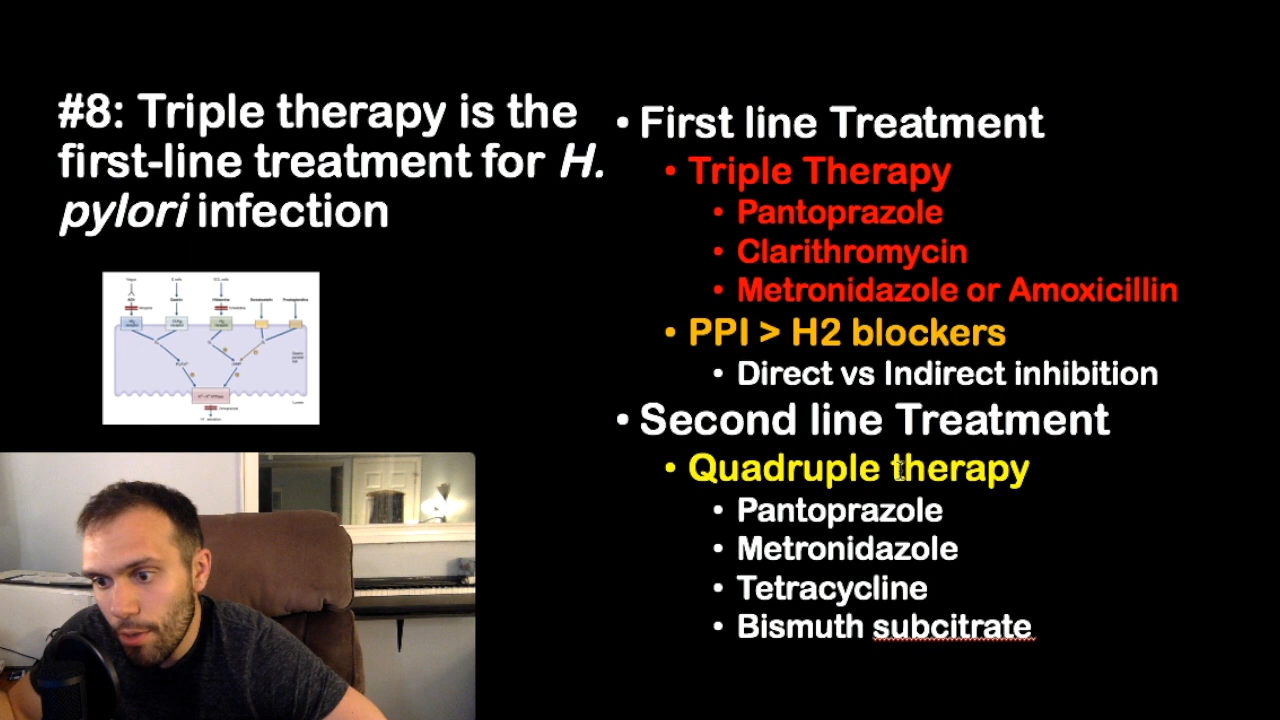 #8: Triple therapy is the
first-line treatment for H.
pylori infection
• First line Treatment
• Triple Therapy
• Pantoprazole
• Clarithromycin
• Metronidazole or Amoxicillin
• PPI > H2 blockers
• Direct vs Indirect inhibition
• Second line Treatment
• Quadruple therapy
• Pantoprazole
• Metronidazole
• Tetracycline
• Bismuth subcitrate